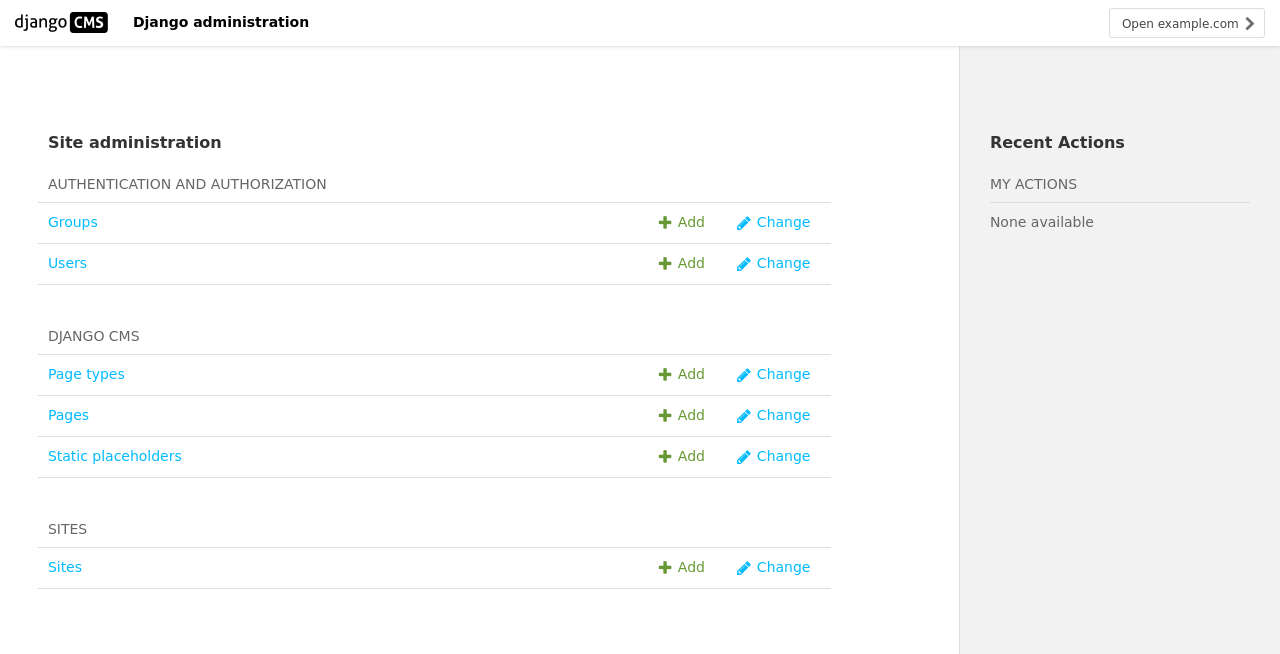 django CMS Django administration Open example.com
Site administration
AUTHENTICATION AND AUTHORIZATION
Groups Add Change
Users Add Change
DJANGO CMS
Page types Add Change
Pages Add Change
Static placeholders Add Change
SITES
Sites Add Change
Recent Actions
MY ACTIONS
None available